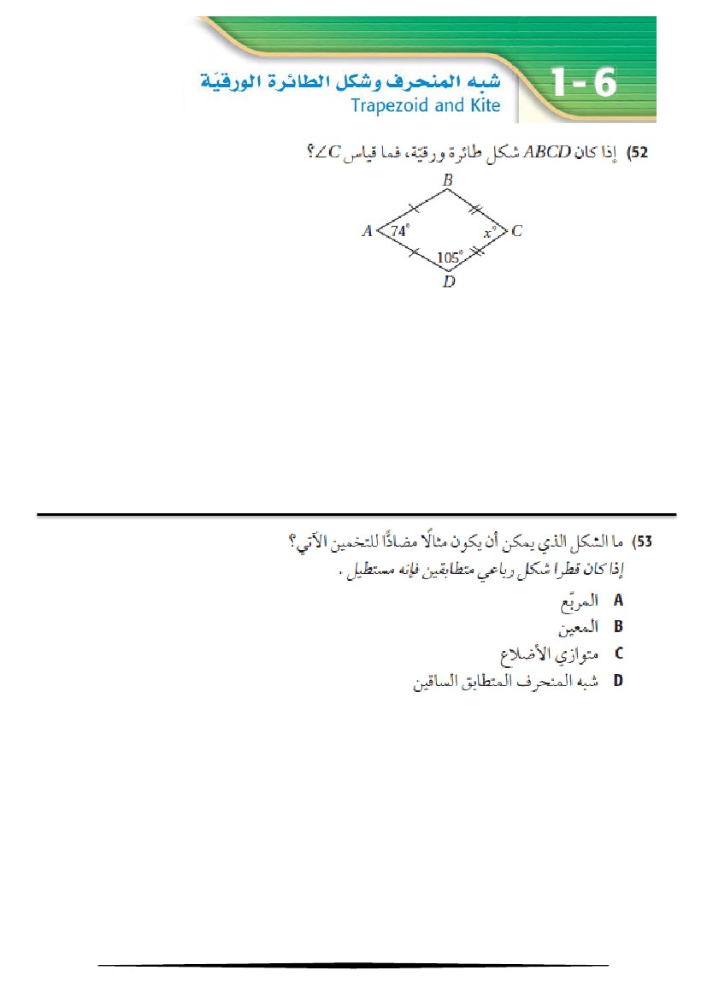 1-6
شبه المنحرف وشكل الطائرة الورقيّة
Trapezoid and Kite
52) إذا كان ABCD شكل طائرة ورقيّة، فما قياس ∠C؟
B
A 74° x° C
105°
D
53) ما الشكل الذي يمكن أن يكون مثالًا مضادًّا للتخمين الآتي؟
إذا كان قطرا شكل رباعي متطابقين فإنه مستطيل .
A المربّع
B المعين
C متوازي الأضلاع
D شبه المنحرف المتطابق الساقين